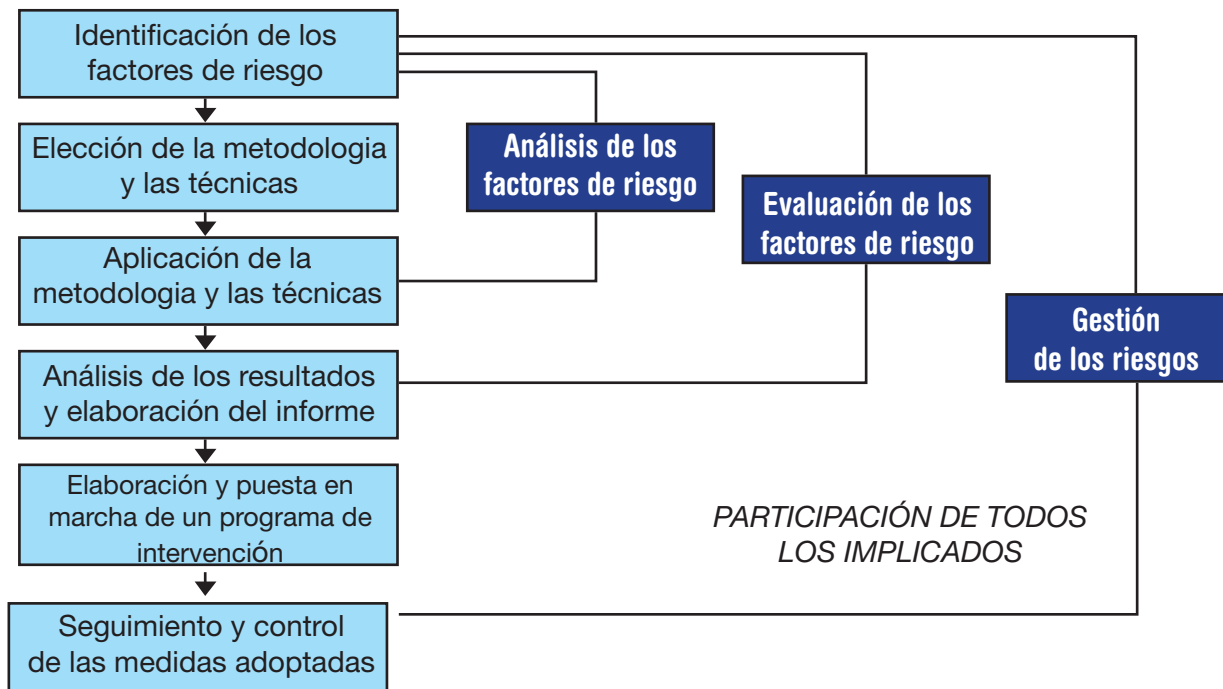 Identificación de los
factores de riesgo
Elección de la metodologia
y las técnicas
Aplicación de la
metodologia y las técnicas
Análisis de los resultados
y elaboración del informe
Elaboración y puesta en
marcha de un programa de
intervención
Seguimiento y control
de las medidas adoptadas
Análisis de los
factores de riesgo
Evaluación de los
factores de riesgo
Gestión
de los riesgos
PARTICIPACIÓN DE TODOS
LOS IMPLICADOS